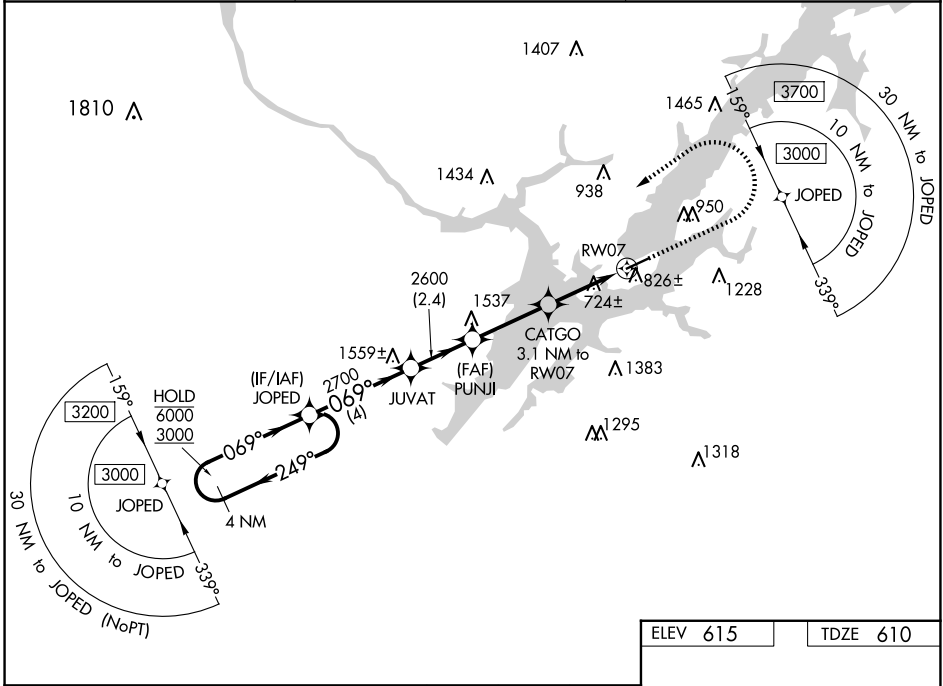 1407
1810
1465
3700
159°
30 NM to JOPED
3000
10 NM to JOPED
1434
938
JOPED
950
RW07
339°
2600
(2.4)
826±
1228
724±
1537
CATGO
3.1 NM to
RW07
1559±
(FAF)
PUNJI
1383
(IF/IAF)
JOPED
2700
069°
(4)
JUVAT
159°
HOLD
6000
3000
3200
069°
249°
1295
3000
JOPED
1318
4 NM
10 NM to JOPED
339°
30 NM to JOPED (NoPT)
ELEV 615
TDZE 610